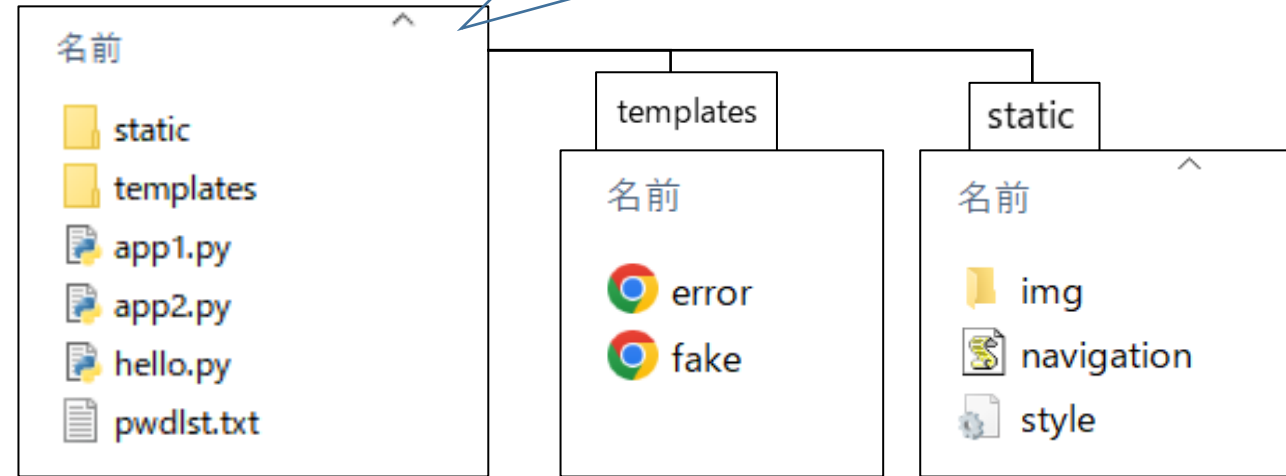 名前
static
templates
app1.py
app2.py
hello.py
pwdlst.txt
templates
名前
error
fake
static
名前
img
navigation
style